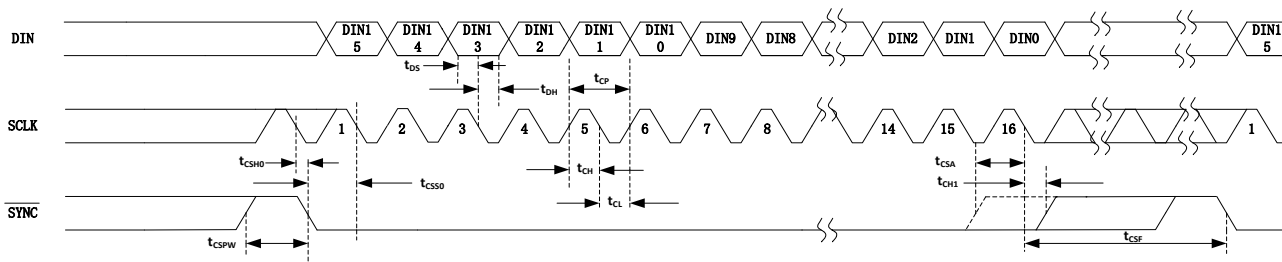 DIN
DIN1
5
DIN1
4
DIN1
3
DIN1
2
DIN1
1
DIN1
0
DIN9
DIN8
DIN2
DIN1
DIN0
DIN1
5
tDS
tDH
tCP
SCLK
1
2
3
4
5
6
7
8
14
15
16
1
tCSH0
tCSS0
tCH
tCL
tCSA
tCH1
SYNC
tCSPW
tCSF